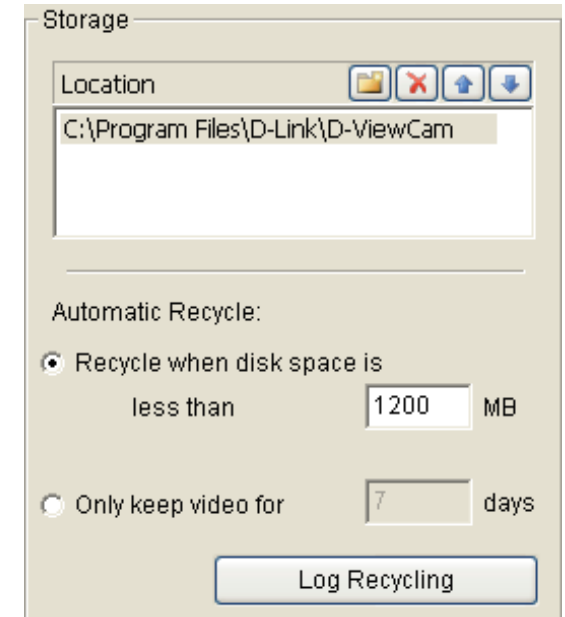 Storage
Location
C:\Program Files\D-Link\D-ViewCam
Automatic Recycle:
Recycle when disk space is
less than 1200 MB
Only keep video for 7 days
Log Recycling